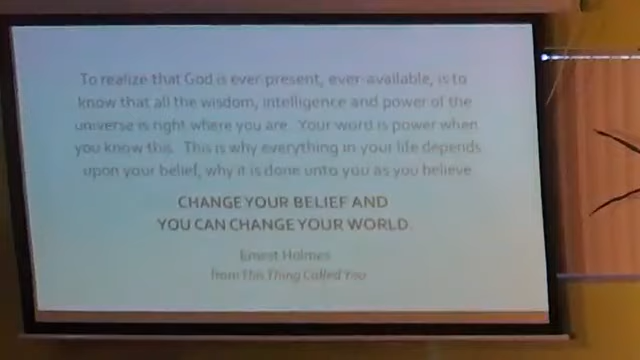 To realize that God is ever-present, ever-available, is to
know that all the wisdom, intelligence and power of the
universe is right where you are. Your word is power when
you know this. This is why everything in your life depends
upon your belief, why it is done unto you as you believe.
CHANGE YOUR BELIEF AND
YOU CAN CHANGE YOUR WORLD.
Ernest Holmes
from This Thing Called You